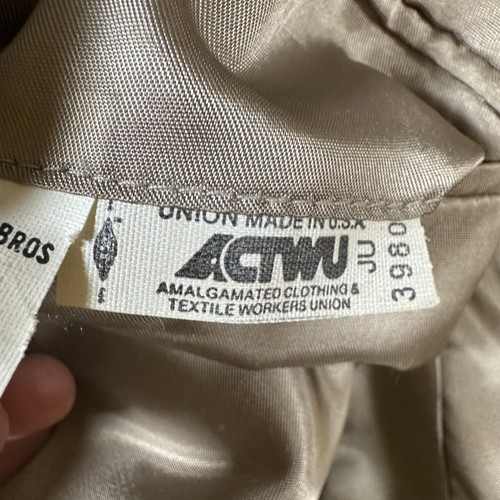 BROS
UNION MADE IN U.S.A
ACTWU
AMALGAMATED CLOTHING &
TEXTILE WORKERS UNION
JU
3980